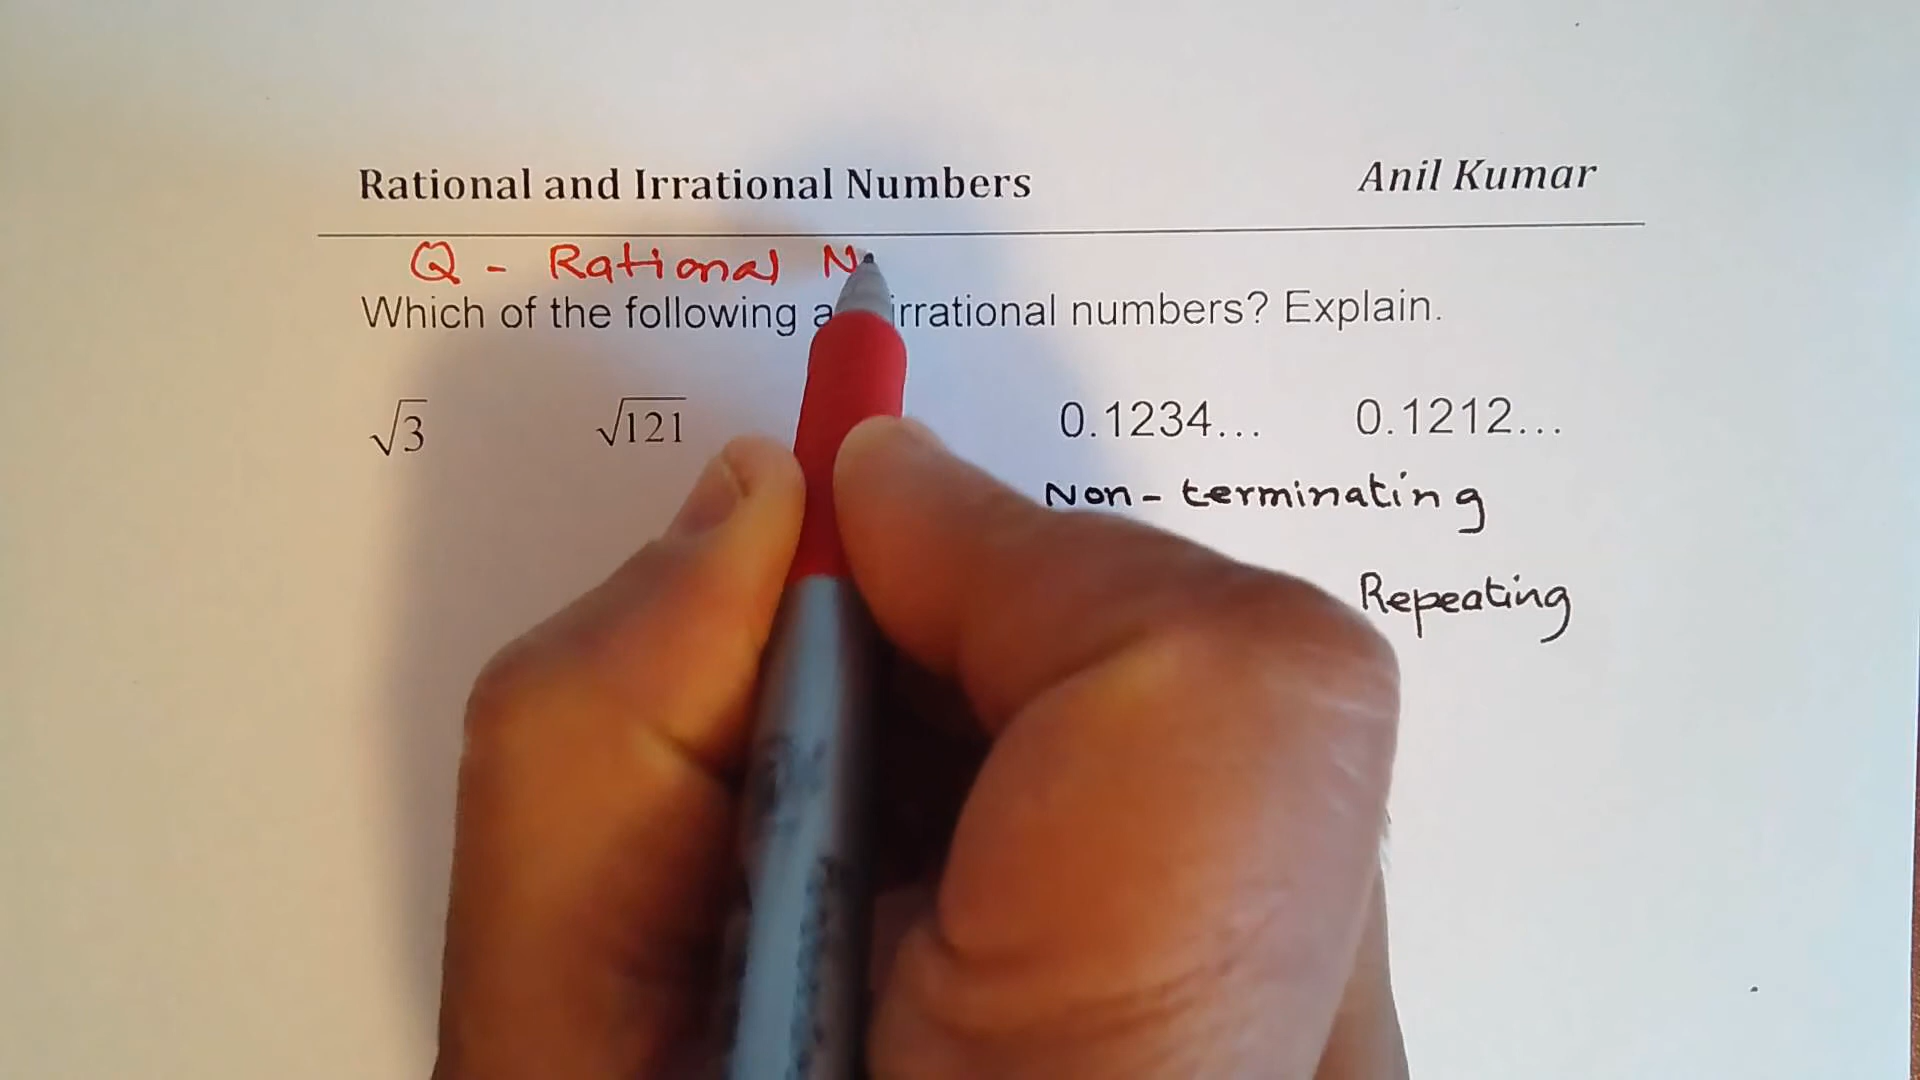 Rational and Irrational Numbers Anil Kumar
Q - Rational N
Which of the following a irrational numbers? Explain.
√3 √121 0.1234... 0.1212...
Non-terminating
Repeating